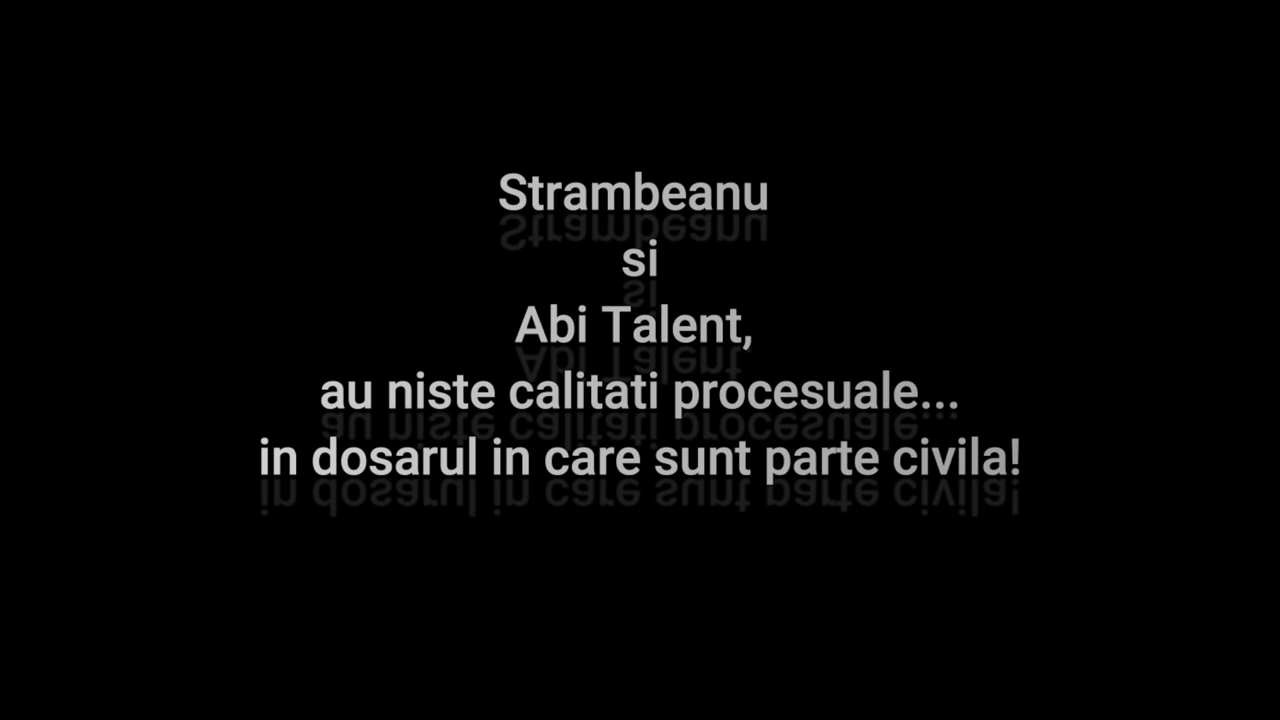 Strambeanu
si
Abi Talent,
au niste calitati procesuale...
in dosarul in care sunt parte civila!